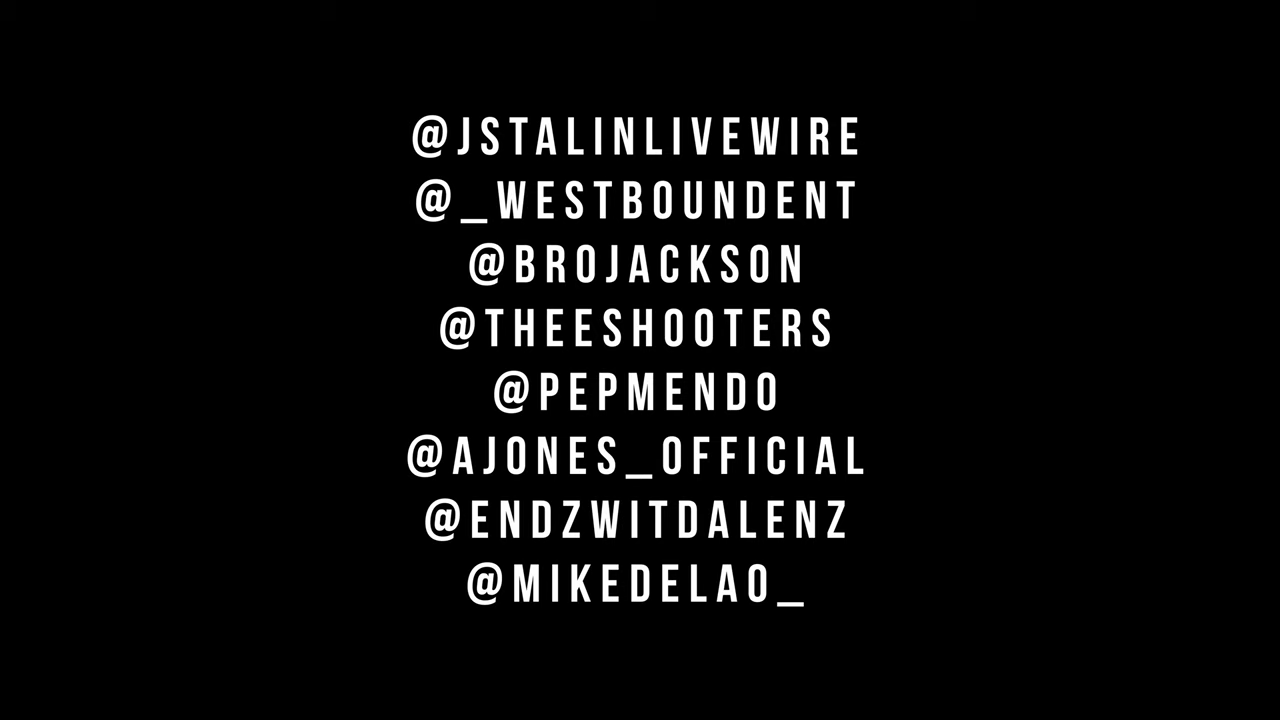 @JSTALINLIVEWIRE
@_WESTBOUNDENT
@BROJACKSON
@THEESHOOTERS
@PEPMENDO
@AJONES_OFFICIAL
@ENDZWITDALENZ
@MIKEDELAO_